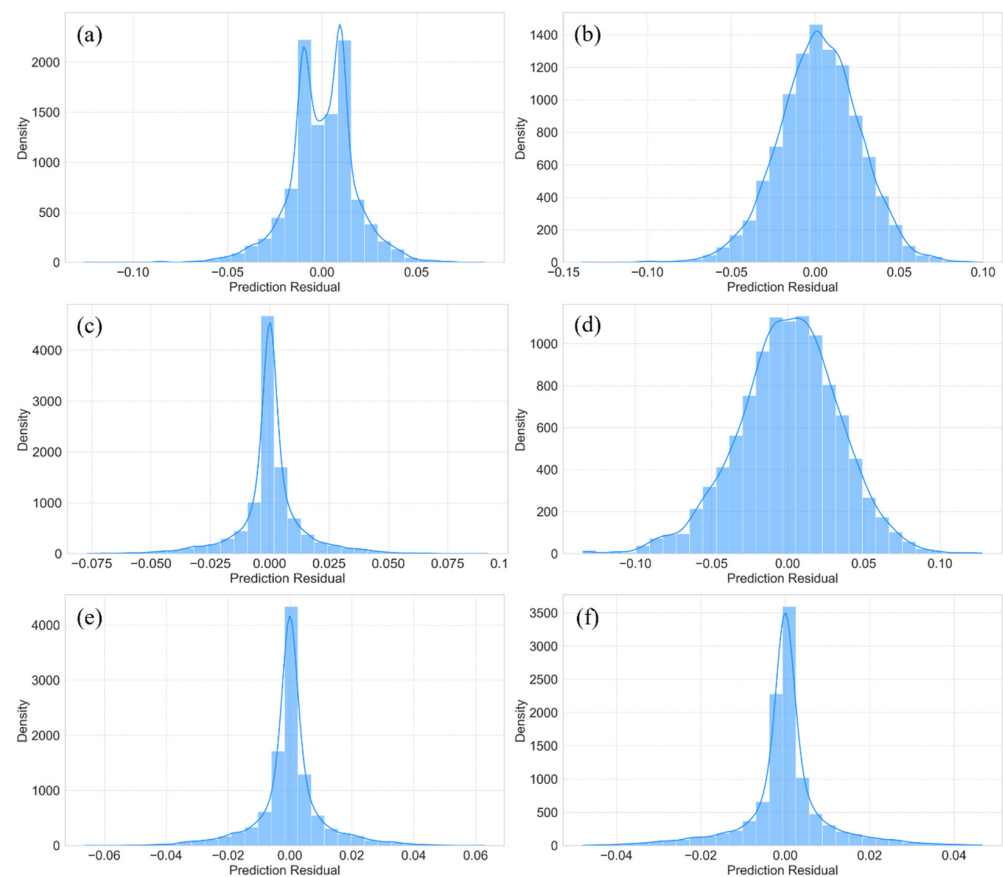 (a)
Density
2000
1500
1000
500
0
−0.10 −0.05 0.00 0.05
Prediction Residual
(b)
Density
1400
1200
1000
800
600
400
200
0
−0.15 −0.10 −0.05 0.00 0.05 0.10
Prediction Residual
(c)
Density
4000
3000
2000
1000
0
−0.075 −0.050 −0.025 0.000 0.025 0.050 0.075 0.1
Prediction Residual
(d)
Density
1000
800
600
400
200
0
−0.10 −0.05 0.00 0.05 0.10
Prediction Residual
(e)
Density
4000
3000
2000
1000
0
−0.06 −0.04 −0.02 0.00 0.02 0.04 0.06
Prediction Residual
(f)
Density
3500
3000
2500
2000
1500
1000
500
0
−0.04 −0.02 0.00 0.02 0.04
Prediction Residual